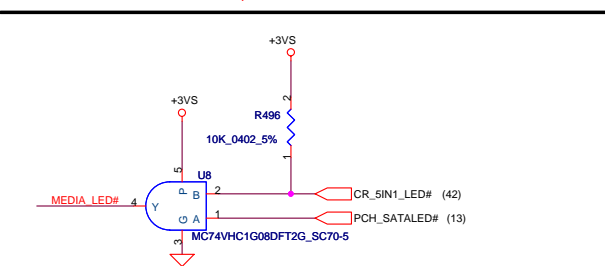 +3VS
2
R496
+3VS
10K_0402_5%
1
5
U8
P
B
2
CR_5IN1_LED# (42)
MEDIA_LED#
4
Y
G
A
1
PCH_SATALED# (13)
3
MC74VHC1G08DFT2G_SC70-5